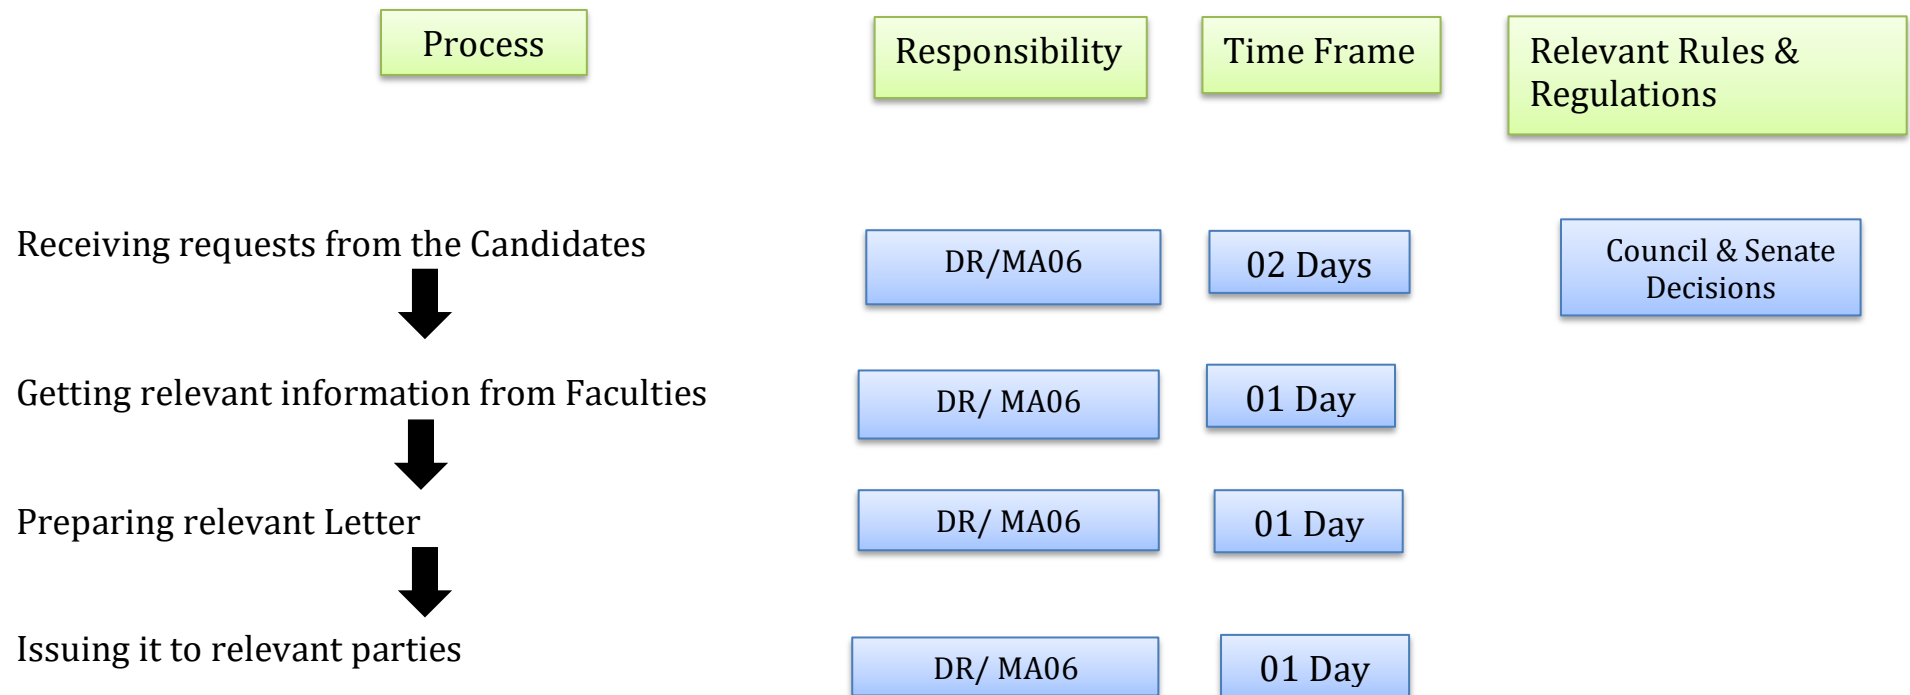 Process
Responsibility
Time Frame
Relevant Rules &
Regulations
Receiving requests from the Candidates
DR/MA06
02 Days
Council & Senate
Decisions
Getting relevant information from Faculties
DR/ MA06
01 Day
Preparing relevant Letter
DR/ MA06
01 Day
Issuing it to relevant parties
DR/ MA06
01 Day